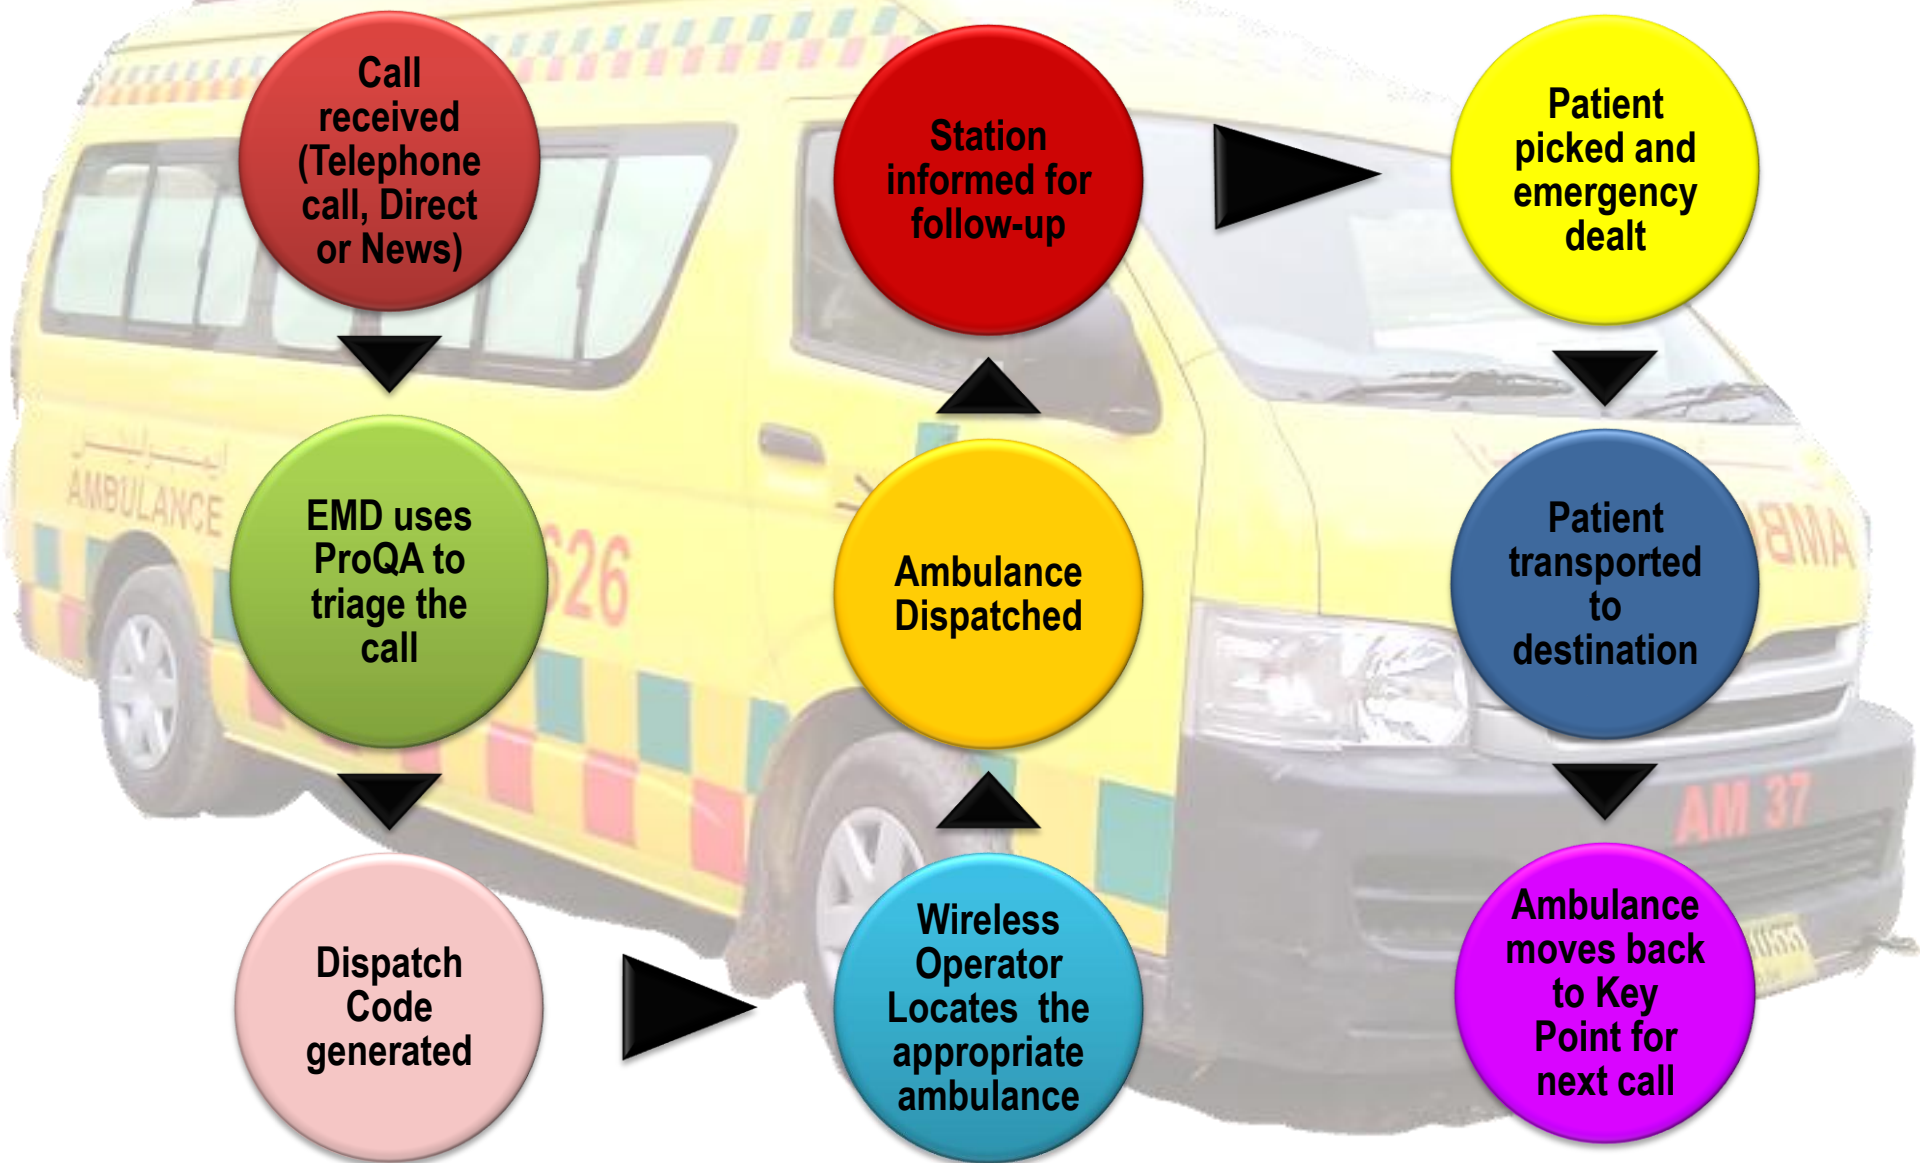 Call
received
(Telephone
call, Direct
or News)
EMD uses
ProQA to
triage the
call
Dispatch
Code
generated
Wireless
Operator
Locates  the
appropriate
ambulance
Ambulance
Dispatched
Station
informed for
follow-up
Patient
picked and
emergency
dealt
Patient
transported
to
destination
Ambulance
moves back
to Key
Point for
next call
AMBULANCE
AM 37